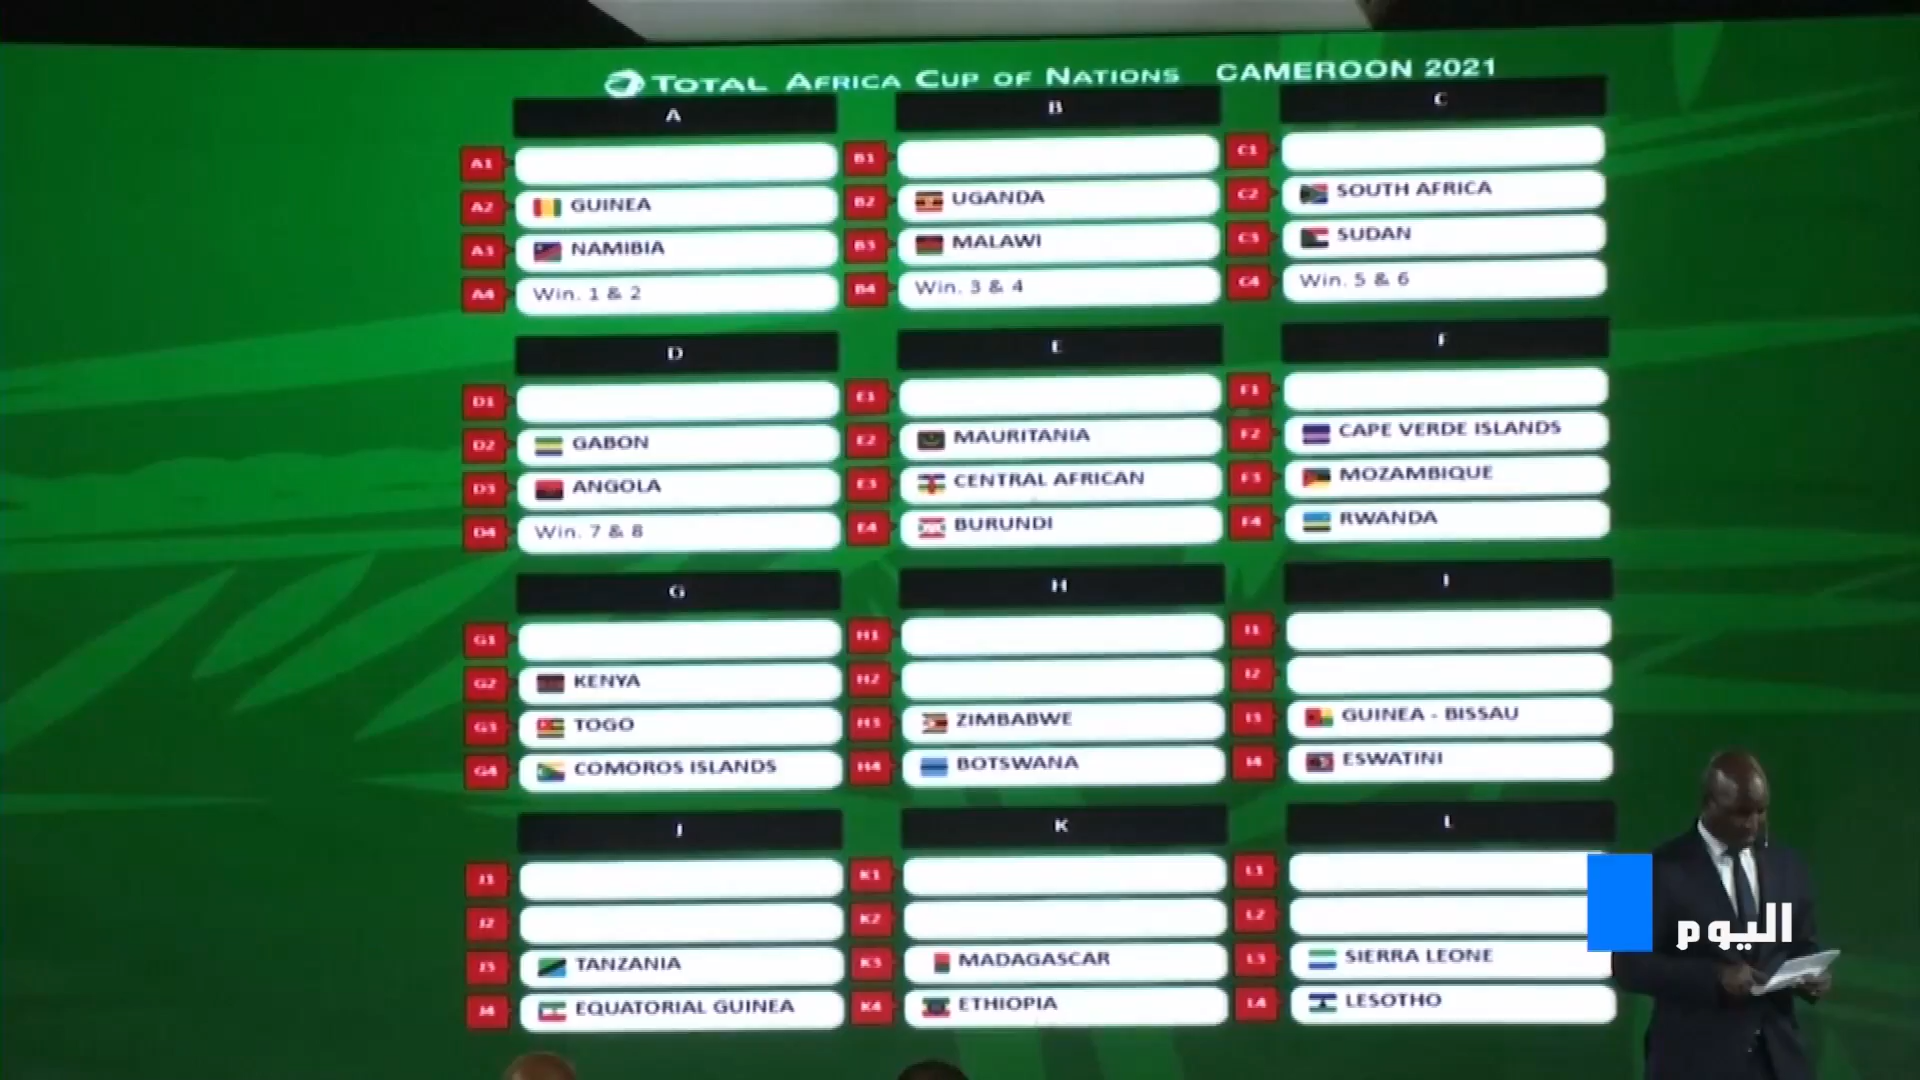 TOTAL AFRICA CUP OF NATIONS CAMEROON 2021
A
A1
A2 GUINEA
A3 NAMIBIA
A4 Win. 1 & 2
B
B1
B2 UGANDA
B3 MALAWI
B4 Win. 3 & 4
C
C1
C2 SOUTH AFRICA
C3 SUDAN
C4 Win. 5 & 6
D
D1
D2 GABON
D3 ANGOLA
D4 Win. 7 & 8
E
E1
E2 MAURITANIA
E3 CENTRAL AFRICAN
E4 BURUNDI
F
F1
F2 CAPE VERDE ISLANDS
F3 MOZAMBIQUE
F4 RWANDA
G
G1
G2 KENYA
G3 TOGO
G4 COMOROS ISLANDS
H
H1
H2
H3 ZIMBABWE
H4 BOTSWANA
I
I1
I2
I3 GUINEA - BISSAU
I4 ESWATINI
J
J1
J2
J3 TANZANIA
J4 EQUATORIAL GUINEA
K
K1
K2
K3 MADAGASCAR
K4 ETHIOPIA
L
L1
L2
L3 SIERRA LEONE
L4 LESOTHO
اليوم